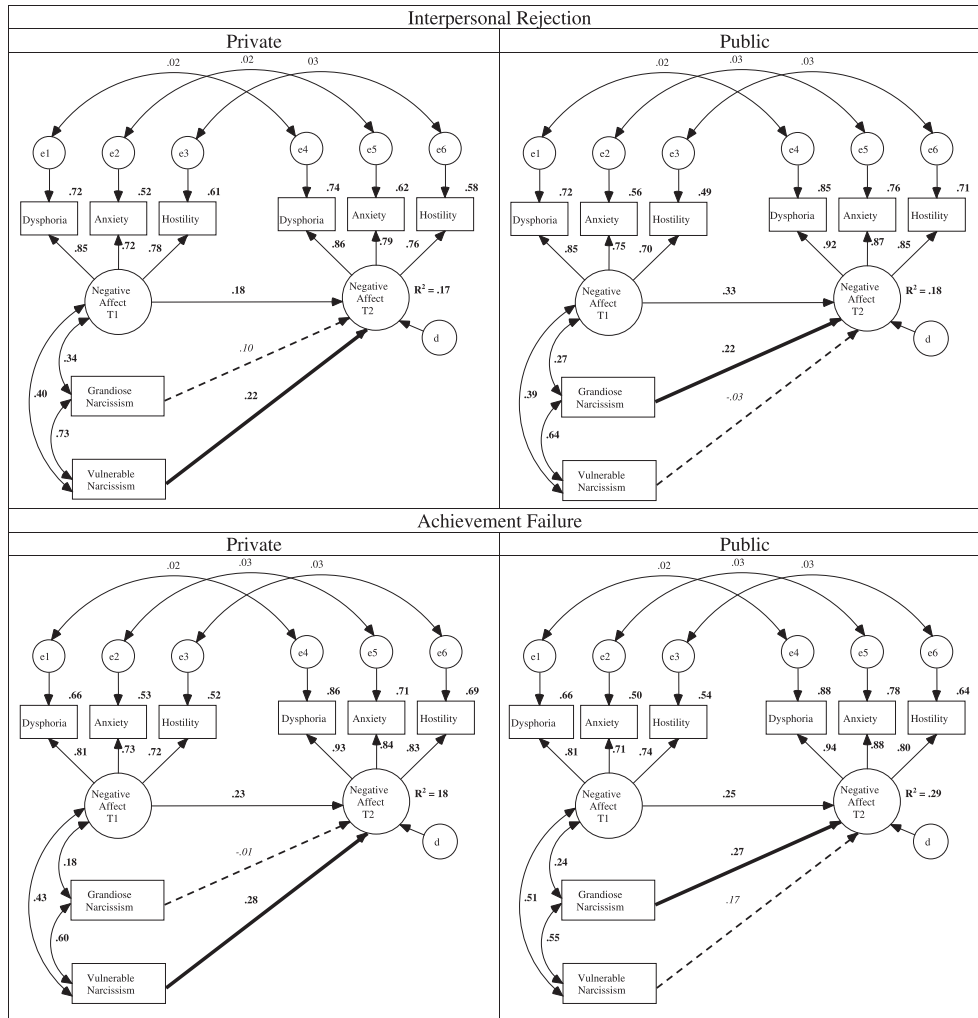 Interpersonal Rejection
Private
Public
.02
.02
03
.03
.03
.02
e1
e2
e3
e4
e5
e6
e1
e2
e3
e4
e5
e6
.72
.52
.61
.74
.62
.58
.72
.56
.49
.85
.76
.71
Dysphoria
Anxiety
Hostility
Dysphoria
Anxiety
Hostility
Dysphoria
Anxiety
Hostility
Dysphoria
Anxiety
Hostility
.85
.72
.78
.86
.79
.76
.85
.75
.70
.92
.87
.85
Negative
Affect
T1
.18
Negative
Affect
T2
R² = .17
Negative
Affect
T1
.33
Negative
Affect
T2
R² = .18
d
d
.34
.10
.27
.22
.40
Grandiose
Narcissism
.22
.39
Grandiose
Narcissism
-.03
.73
.64
Vulnerable
Narcissism
Vulnerable
Narcissism
Achievement Failure
Private
Public
.02
.03
.03
.02
.03
.03
e1
e2
e3
e4
e5
e6
e1
e2
e3
e4
e5
e6
.66
.53
.52
.86
.71
.69
.66
.50
.54
.88
.78
.64
Dysphoria
Anxiety
Hostility
Dysphoria
Anxiety
Hostility
Dysphoria
Anxiety
Hostility
Dysphoria
Anxiety
Hostility
.81
.73
.72
.93
.84
.83
.81
.71
.74
.94
.88
.80
Negative
Affect
T1
.23
Negative
Affect
T2
R² = 18
Negative
Affect
T1
.25
Negative
Affect
T2
R² = .29
d
d
.18
-.01
.24
.27
.43
Grandiose
Narcissism
.28
.51
Grandiose
Narcissism
.17
.60
.55
Vulnerable
Narcissism
Vulnerable
Narcissism